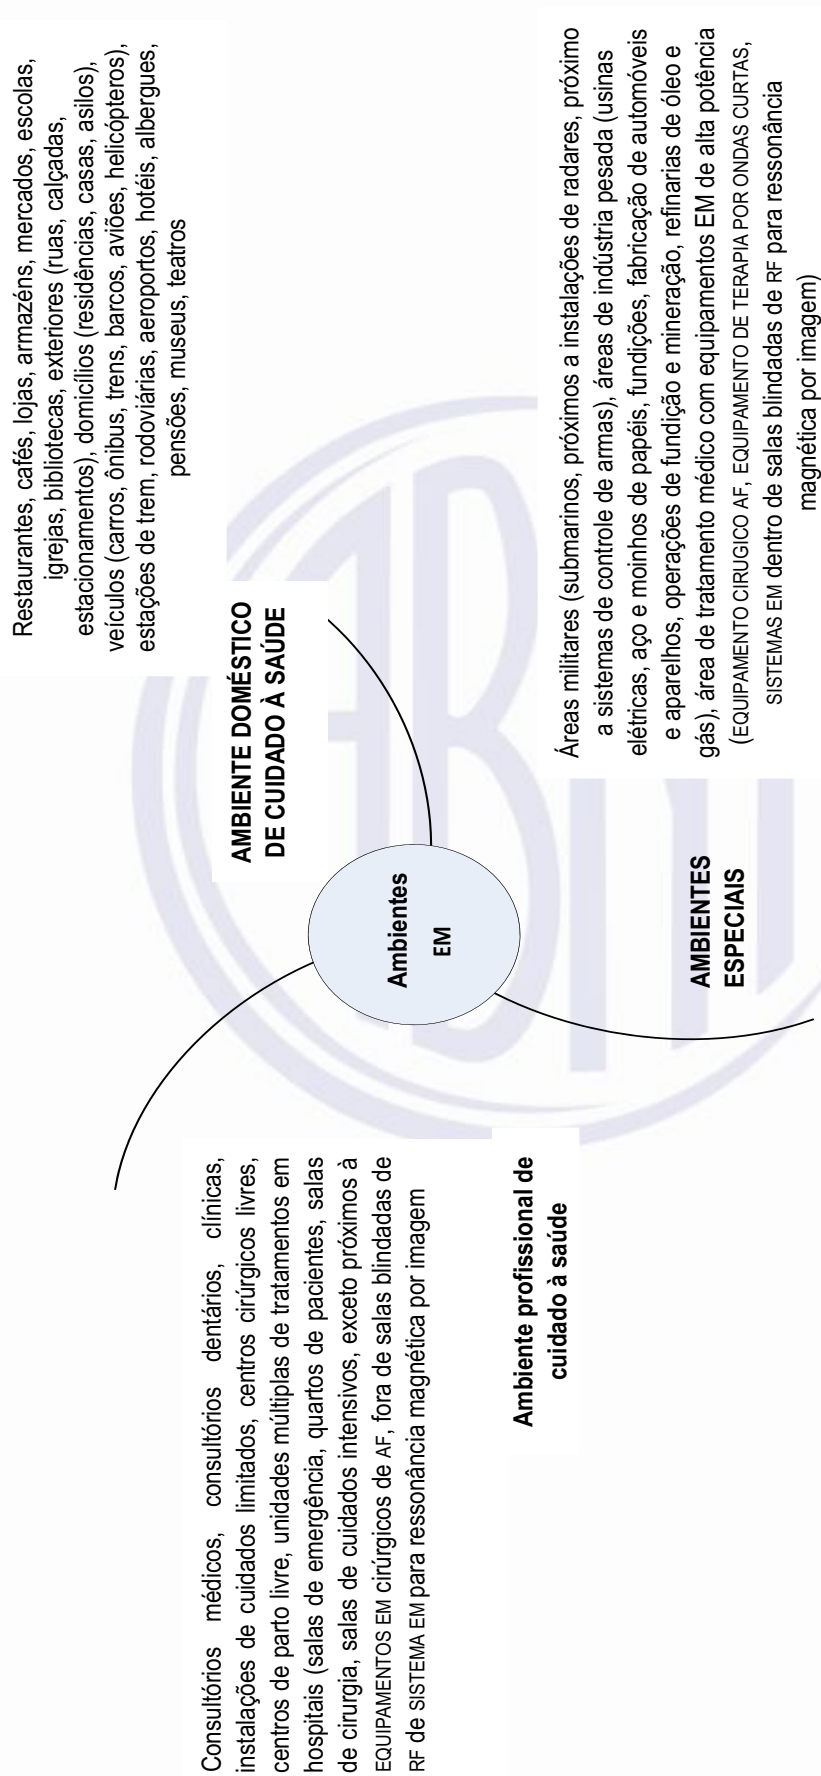 Consultórios médicos, consultórios dentários, clínicas,
instalações de cuidados limitados, centros cirúrgicos livres,
centros de parto livre, unidades múltiplas de tratamentos em
hospitais (salas de emergência, quartos de pacientes, salas
de cirurgia, salas de cuidados intensivos, exceto próximos à
EQUIPAMENTOS EM cirúrgicos de AF, fora de salas blindadas de
RF de SISTEMA EM para ressonância magnética por imagem
Ambiente profissional de
cuidado à saúde
Ambientes
EM
AMBIENTE DOMÉSTICO
DE CUIDADO À SAÚDE
Restaurantes, cafés, lojas, armazéns, mercados, escolas,
igrejas, bibliotecas, exteriores (ruas, calçadas,
estacionamentos), domicílios (residências, casas, asilos),
veículos (carros, ônibus, trens, barcos, aviões, helicópteros),
estações de trem, rodoviárias, aeroportos, hotéis, albergues,
pensões, museus, teatros
AMBIENTES
ESPECIAIS
Áreas militares (submarinos, próximos a instalações de radares, próximo
a sistemas de controle de armas), áreas de indústria pesada (usinas
elétricas, aço e moinhos de papéis, fundições, fabricação de automóveis
e aparelhos, operações de fundição e mineração, refinarias de óleo e
gás), área de tratamento médico com equipamentos EM de alta potência
(EQUIPAMENTO CIRUGICO AF, EQUIPAMENTO DE TERAPIA POR ONDAS CURTAS,
SISTEMAS EM dentro de salas blindadas de RF para ressonância
magnética por imagem)
ABNT